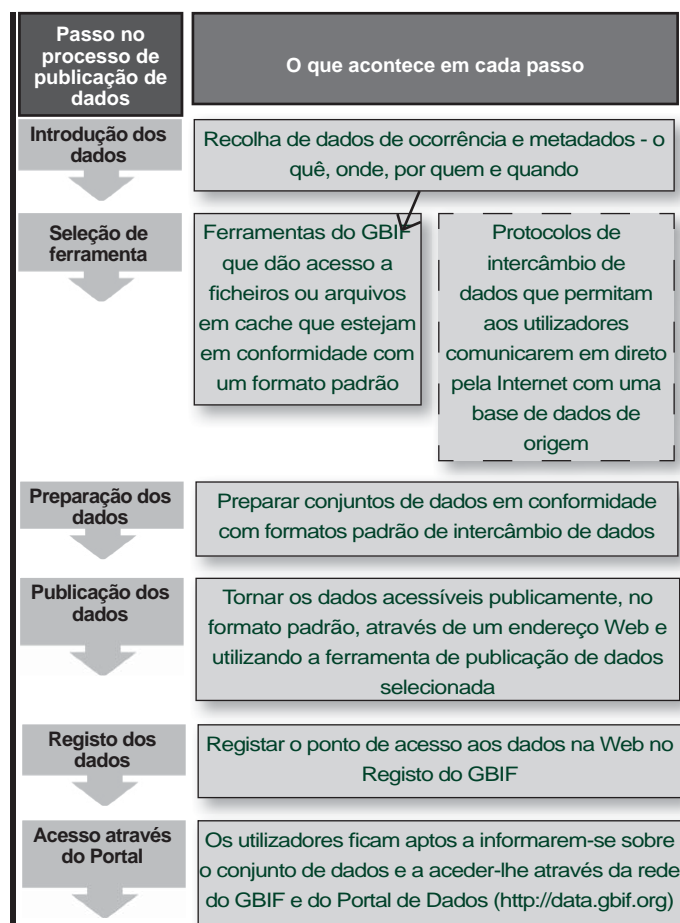 Passo no
processo de
publicação de
dados
O que acontece em cada passo
Introdução dos
dados
Recolha de dados de ocorrência e metadados - o
quê, onde, por quem e quando
Seleção de
ferramenta
Ferramentas do GBIF
que dão acesso a
ficheiros ou arquivos
em cache que estejam
em conformidade com
um formato padrão
Protocolos de
intercâmbio de
dados que permitam
aos utilizadores
comunicarem em direto
pela Internet com uma
base de dados de
origem
Preparação dos
dados
Preparar conjuntos de dados em conformidade
com formatos padrão de intercâmbio de dados
Publicação dos
dados
Tornar os dados acessíveis publicamente, no
formato padrão, através de um endereço Web e
utilizando a ferramenta de publicação de dados
selecionada
Registo dos
dados
Registar o ponto de acesso aos dados na Web no
Registo do GBIF
Acesso através
do Portal
Os utilizadores ficam aptos a informarem-se sobre
o conjunto de dados e a aceder-lhe através da rede
do GBIF e do Portal de Dados (http://data.gbif.org)